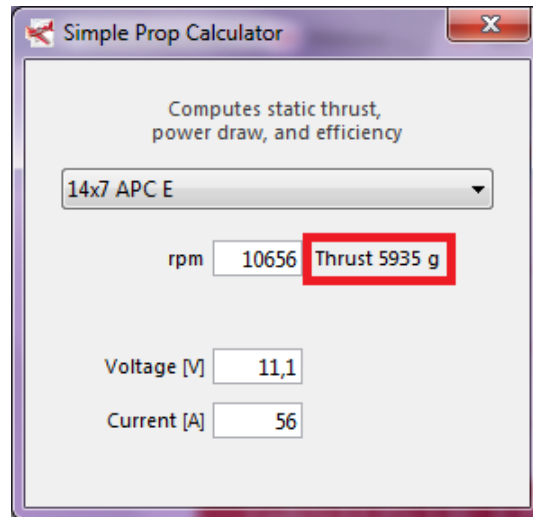 Simple Prop Calculator
Computes static thrust,
power draw, and efficiency
14x7 APC E
rpm 10656 Thrust 5935 g
Voltage [V] 11,1
Current [A] 56